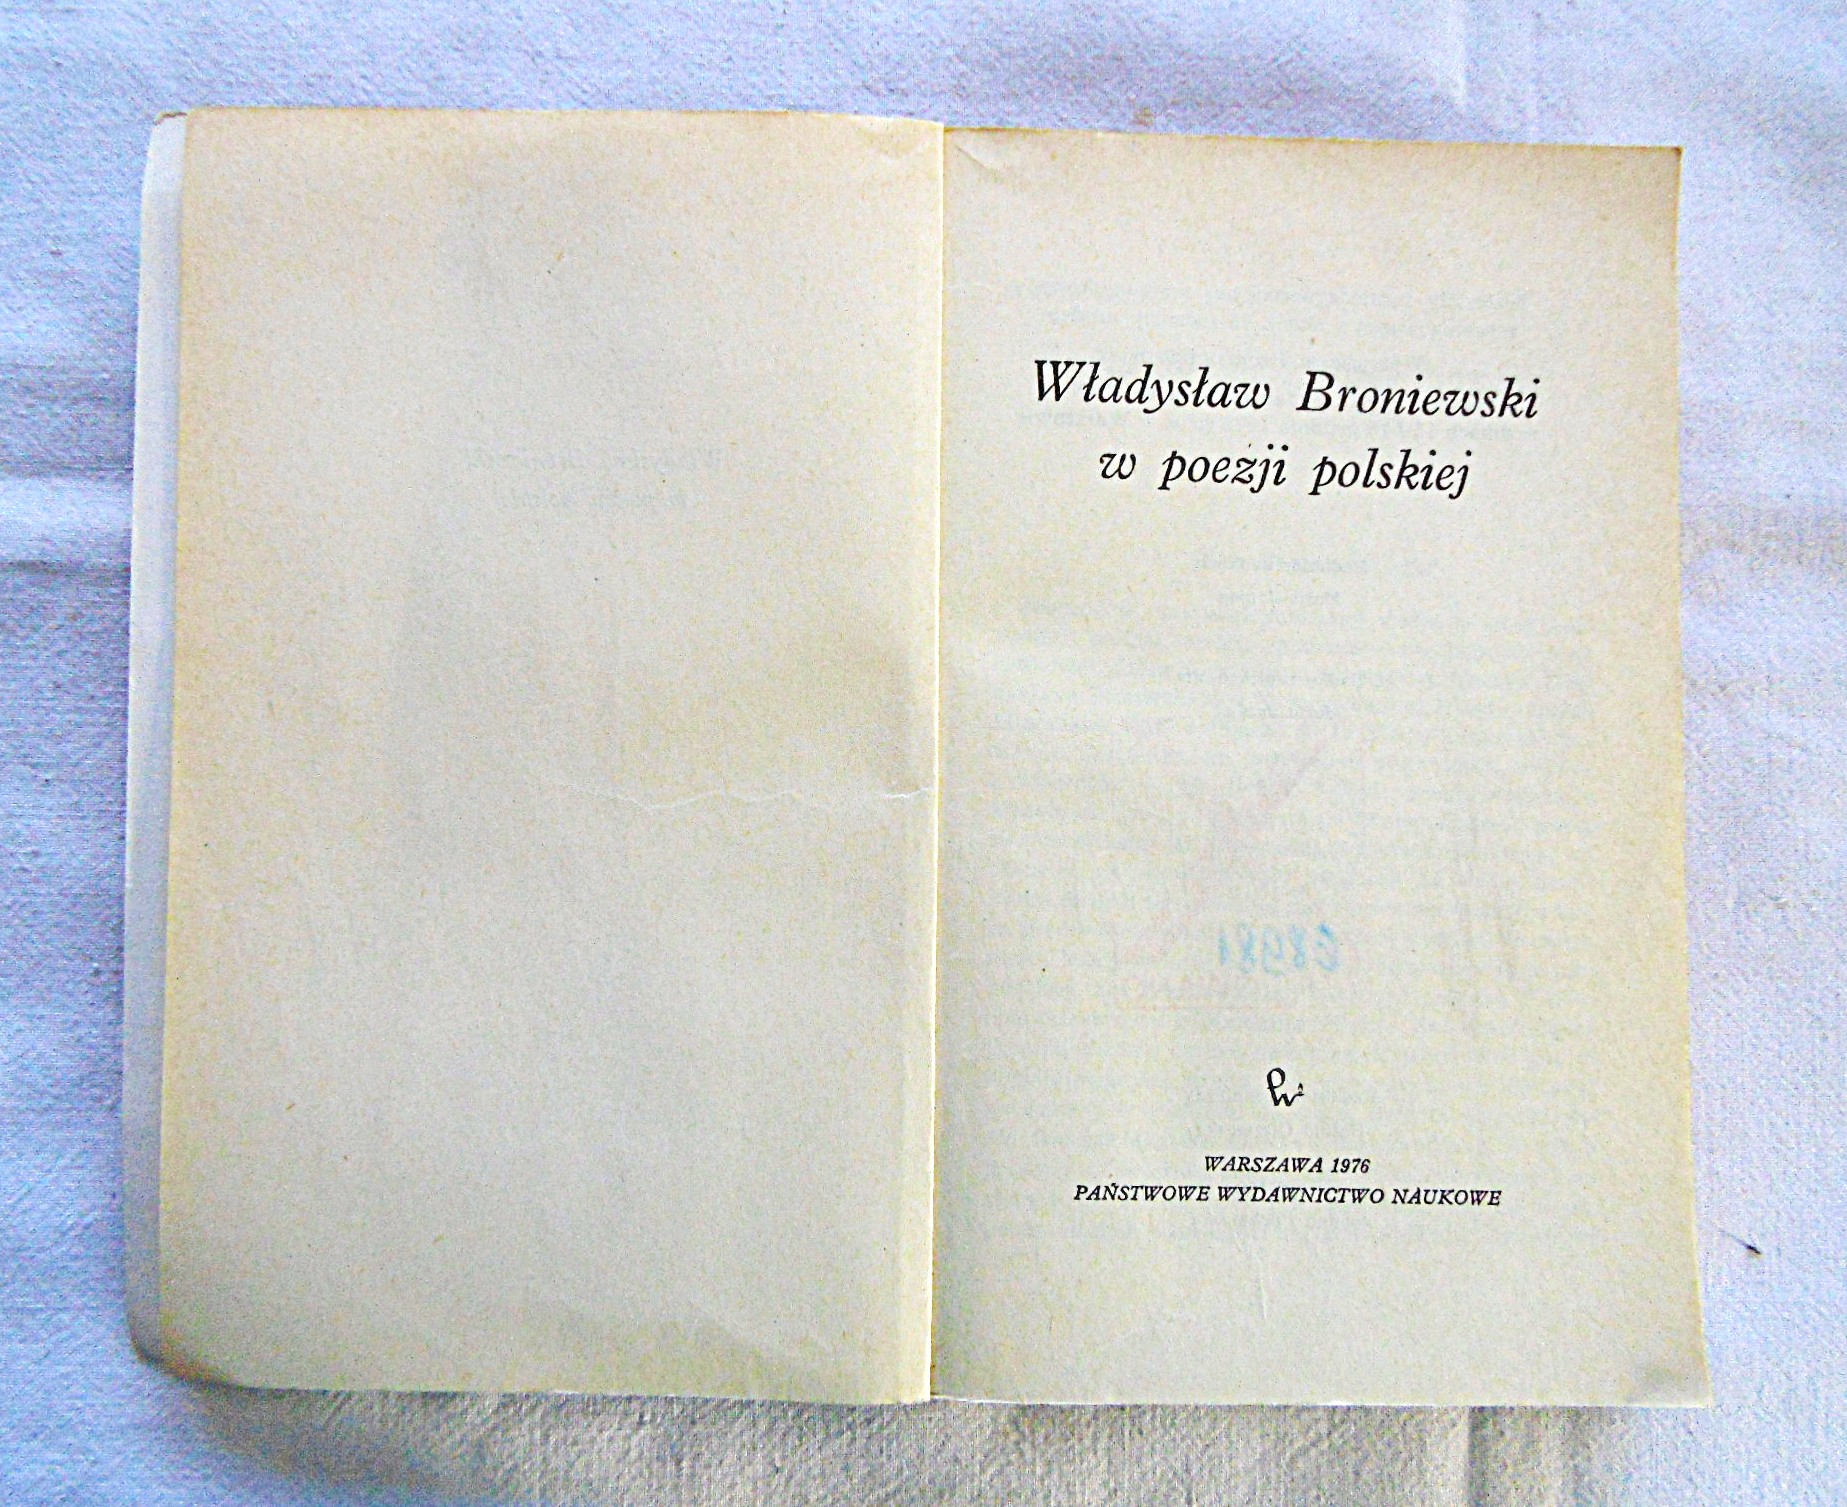 Władysław Broniewski
w poezji polskiej
WARSZAWA 1976
PAŃSTWOWE WYDAWNICTWO NAUKOWE